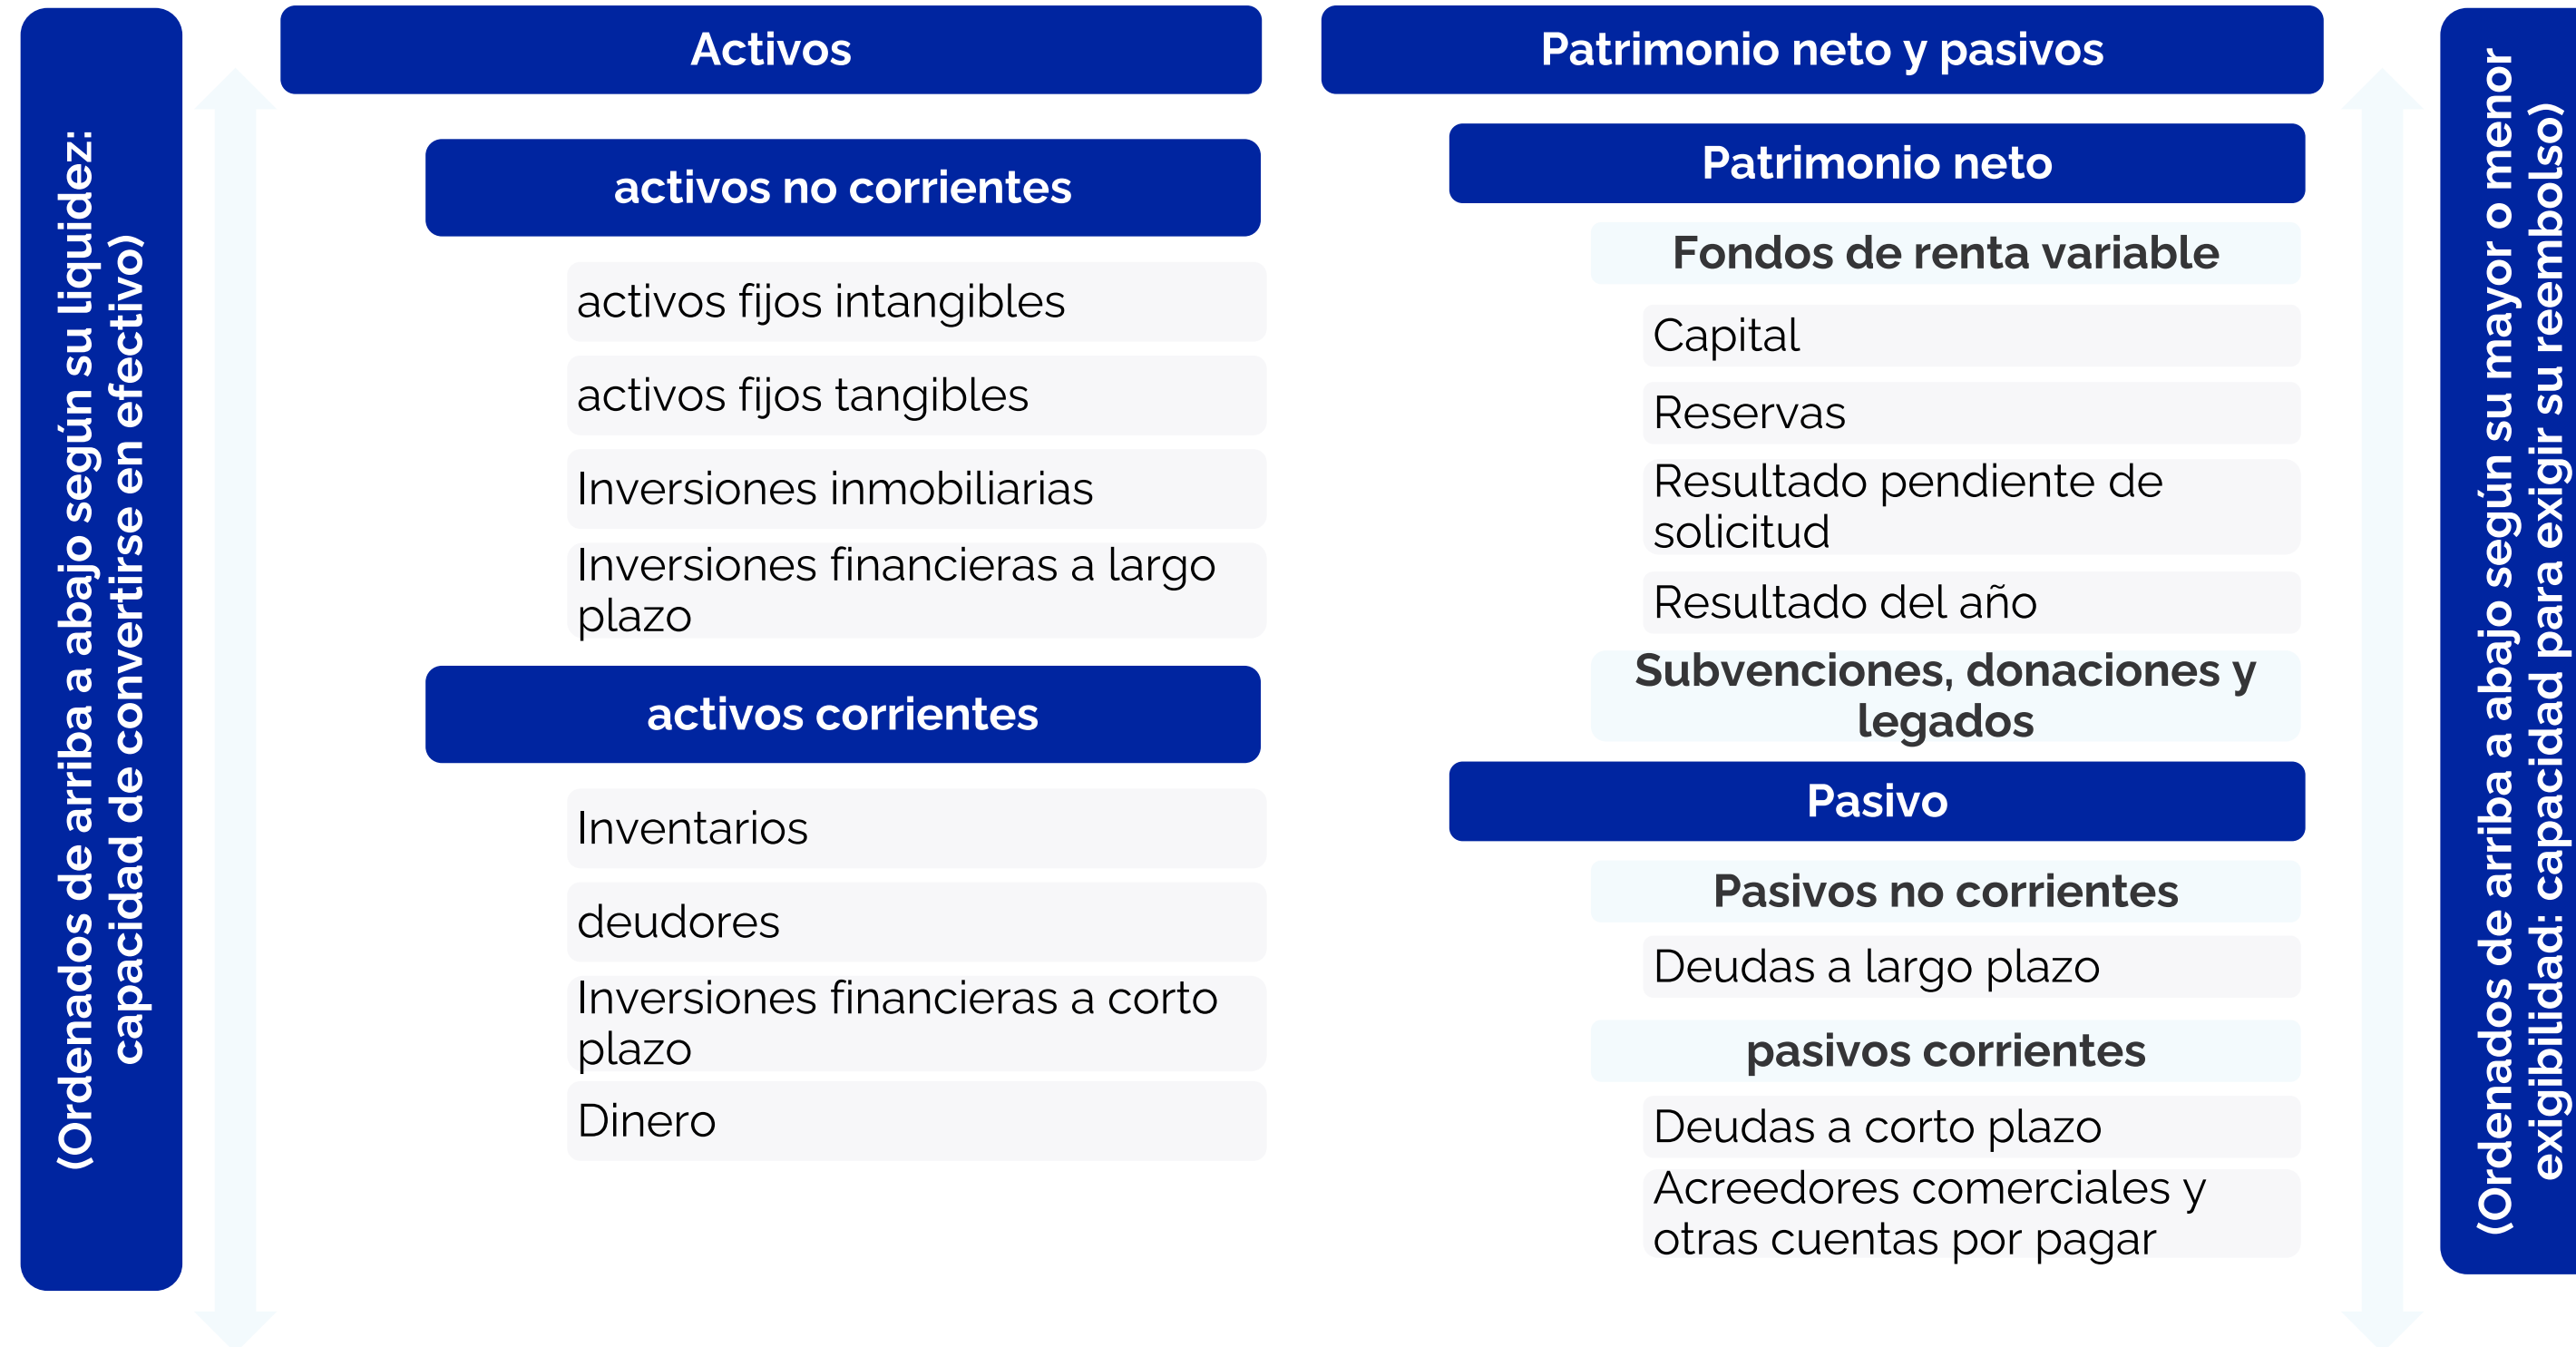 (Ordenados de arriba a abajo según su liquidez:
capacidad de convertirse en efectivo)
Activos
activos no corrientes
activos fijos intangibles
activos fijos tangibles
Inversiones inmobiliarias
Inversiones financieras a largo
plazo
activos corrientes
Inventarios
deudores
Inversiones financieras a corto
plazo
Dinero
Patrimonio neto y pasivos
Patrimonio neto
Fondos de renta variable
Capital
Reservas
Resultado pendiente de
solicitud
Resultado del año
Subvenciones, donaciones y
legados
Pasivo
Pasivos no corrientes
Deudas a largo plazo
pasivos corrientes
Deudas a corto plazo
Acreedores comerciales y
otras cuentas por pagar
(Ordenados de arriba a abajo según su mayor o menor
exigibilidad: capacidad para exigir su reembolso)